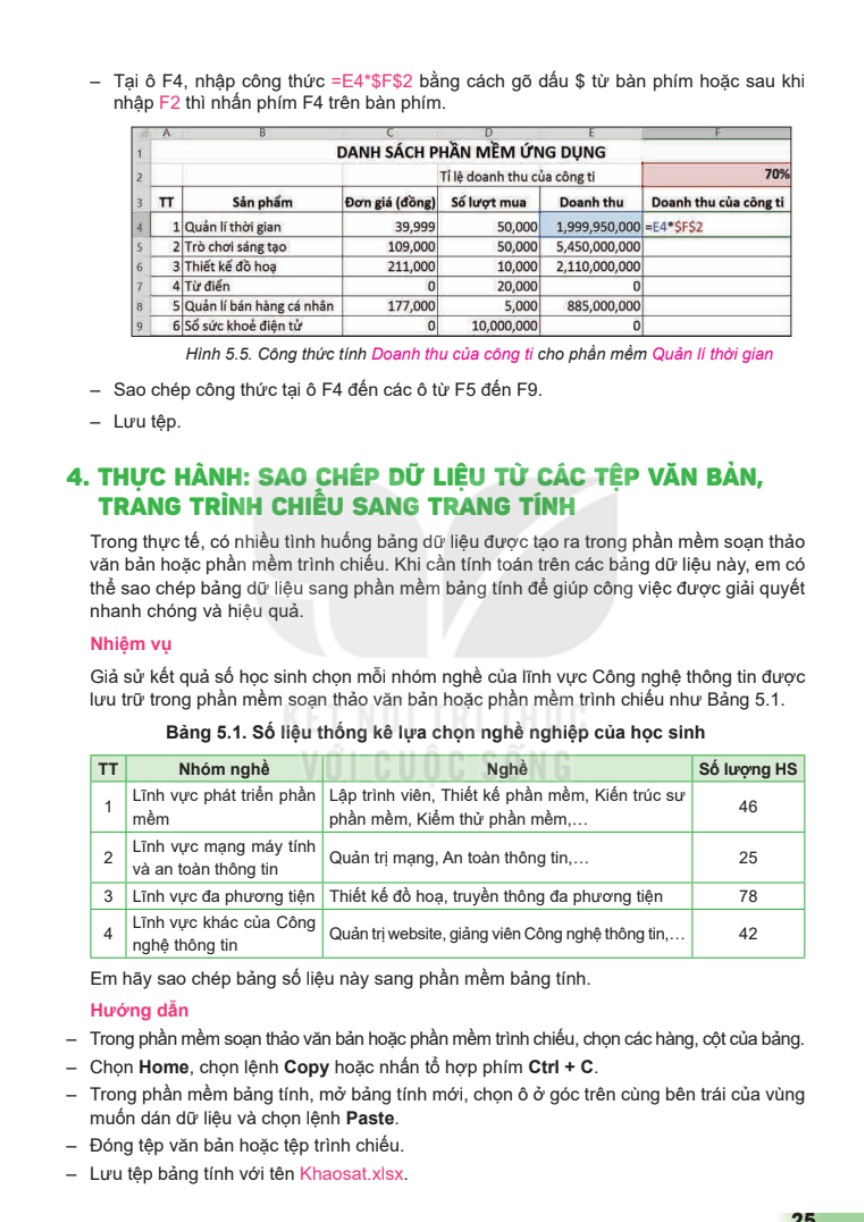 – Tại ô F4, nhập công thức =E4*$F$2 bằng cách gõ dấu $ từ bàn phím hoặc sau khi
nhập F2 thì nhấn phím F4 trên bàn phím.
A B C D E F
1 DANH SÁCH PHẦN MỀM ỨNG DỤNG
2 Tỉ lệ doanh thu của công ti 70%
3 TT Sản phẩm Đơn giá (đồng) Số lượt mua Doanh thu Doanh thu của công ti
4 1 Quản lí thời gian 39,999 50,000 1,999,950,000 =E4*$F$2
5 2 Trò chơi sáng tạo 109,000 50,000 5,450,000,000
6 3 Thiết kế đồ hoạ 211,000 10,000 2,110,000,000
7 4 Từ điển 0 20,000 0
8 5 Quản lí bán hàng cá nhân 177,000 5,000 885,000,000
9 6 Sổ sức khoẻ điện tử 0 10,000,000 0
Hình 5.5. Công thức tính Doanh thu của công ti cho phần mềm Quản lí thời gian
– Sao chép công thức tại ô F4 đến các ô từ F5 đến F9.
– Lưu tệp.
4. THỰC HÀNH: SAO CHÉP DỮ LIỆU TỪ CÁC TỆP VĂN BẢN,
TRANG TRÌNH CHIẾU SANG TRANG TÍNH
Trong thực tế, có nhiều tình huống bảng dữ liệu được tạo ra trong phần mềm soạn thảo
văn bản hoặc phần mềm trình chiếu. Khi cần tính toán trên các bảng dữ liệu này, em có
thể sao chép bảng dữ liệu sang phần mềm bảng tính để giúp công việc được giải quyết
nhanh chóng và hiệu quả.
Nhiệm vụ
Giả sử kết quả số học sinh chọn mỗi nhóm nghề của lĩnh vực Công nghệ thông tin được
lưu trữ trong phần mềm soạn thảo văn bản hoặc phần mềm trình chiếu như Bảng 5.1.
KẾT NỐI TRI THỨC
Bảng 5.1. Số liệu thống kê lựa chọn nghề nghiệp của học sinh
VỚI CUỘC SỐNG
TT Nhóm nghề Nghề Số lượng HS
1 Lĩnh vực phát triển phần mềm Lập trình viên, Thiết kế phần mềm, Kiến trúc sư phần mềm, Kiểm thử phần mềm,... 46
2 Lĩnh vực mạng máy tính và an toàn thông tin Quản trị mạng, An toàn thông tin,... 25
3 Lĩnh vực đa phương tiện Thiết kế đồ hoạ, truyền thông đa phương tiện 78
4 Lĩnh vực khác của Công nghệ thông tin Quản trị website, giảng viên Công nghệ thông tin,... 42
Em hãy sao chép bảng số liệu này sang phần mềm bảng tính.
Hướng dẫn
– Trong phần mềm soạn thảo văn bản hoặc phần mềm trình chiếu, chọn các hàng, cột của bảng.
– Chọn Home, chọn lệnh Copy hoặc nhấn tổ hợp phím Ctrl + C.
– Trong phần mềm bảng tính, mở bảng tính mới, chọn ô ở góc trên cùng bên trái của vùng
muốn dán dữ liệu và chọn lệnh Paste.
– Đóng tệp văn bản hoặc tệp trình chiếu.
– Lưu tệp bảng tính với tên Khaosat.xlsx.
25